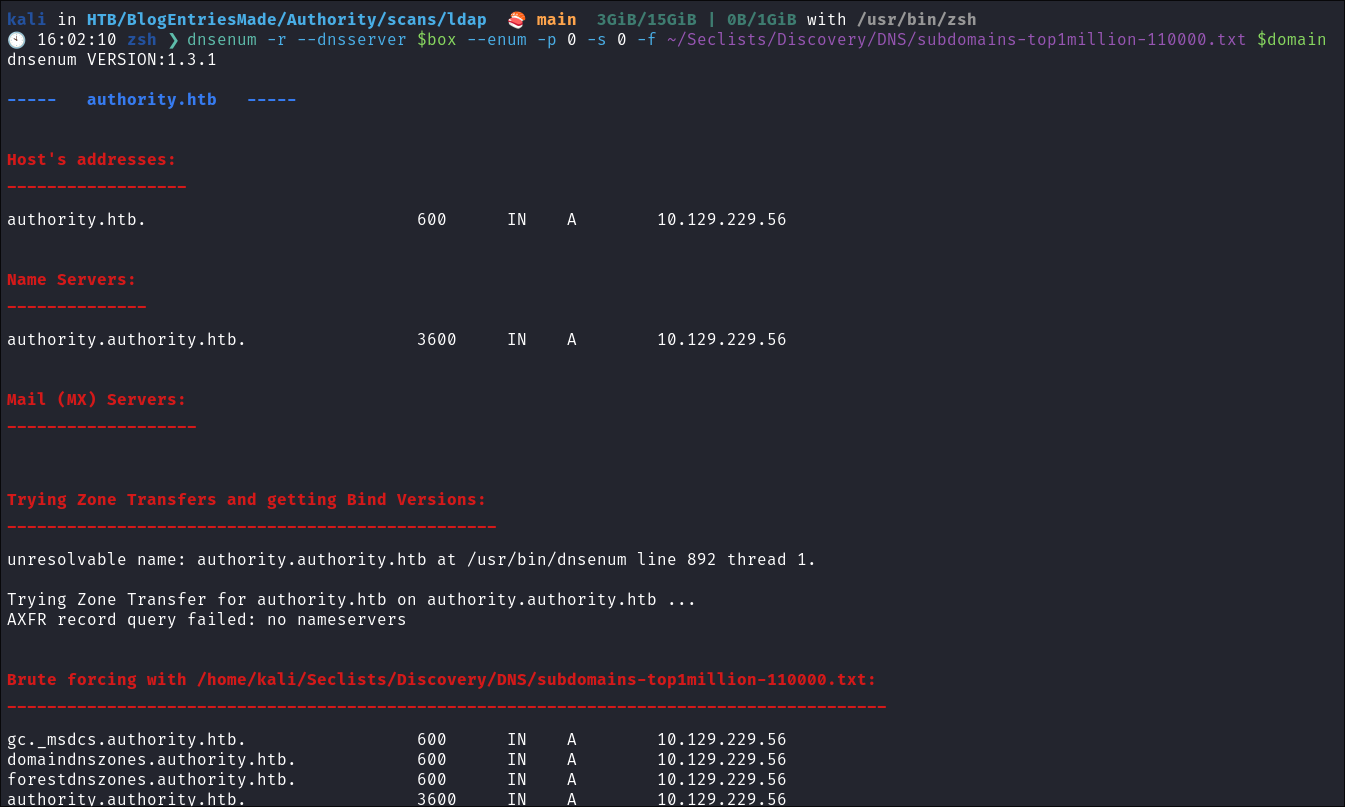 kali in HTB/BlogEntriesMade/Authority/scans/ldap 🍣 main 3GiB/15GiB | 0B/1GiB with /usr/bin/zsh
🕙 16:02:10 zsh ❯ dnsenum -r --dnsserver $box --enum -p 0 -s 0 -f ~/Seclists/Discovery/DNS/subdomains-top1million-110000.txt $domain
dnsenum VERSION:1.3.1
----- authority.htb -----
Host's addresses:
__________________
authority.htb. 600 IN A 10.129.229.56
Name Servers:
______________
authority.authority.htb. 3600 IN A 10.129.229.56
Mail (MX) Servers:
___________________
Trying Zone Transfers and getting Bind Versions:
_________________________________________________
unresolvable name: authority.authority.htb at /usr/bin/dnsenum line 892 thread 1.
Trying Zone Transfer for authority.htb on authority.authority.htb ...
AXFR record query failed: no nameservers
Brute forcing with /home/kali/Seclists/Discovery/DNS/subdomains-top1million-110000.txt:
________________________________________________________________________________________
gc._msdcs.authority.htb. 600 IN A 10.129.229.56
domaindnszones.authority.htb. 600 IN A 10.129.229.56
forestdnszones.authority.htb. 600 IN A 10.129.229.56
authority.authority.htb. 3600 IN A 10.129.229.56